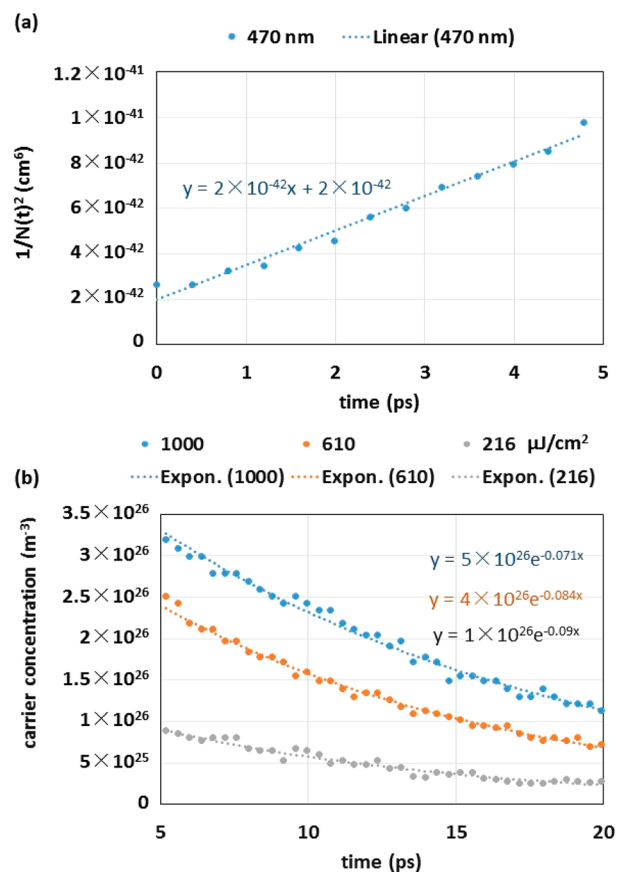 (a)
470 nm Linear (470 nm)
1.2×10⁻⁴¹
1×10⁻⁴¹
8×10⁻⁴²
6×10⁻⁴²
4×10⁻⁴²
2×10⁻⁴²
0
1/N(t)² (cm⁶)
y = 2×10⁻⁴²x + 2×10⁻⁴²
0 1 2 3 4 5
time (ps)
1000 610 216 μJ/cm²
(b)
Expon. (1000) Expon. (610) Expon. (216)
3.5×10²⁶
3×10²⁶
2.5×10²⁶
2×10²⁶
1.5×10²⁶
1×10²⁶
5×10²⁵
0
carrier concentration (m⁻³)
y = 5×10²⁶e⁻⁰·⁰⁷¹ˣ
y = 4×10²⁶e⁻⁰·⁰⁸⁴ˣ
y = 1×10²⁶e⁻⁰·⁰⁹ˣ
5 10 15 20
time (ps)